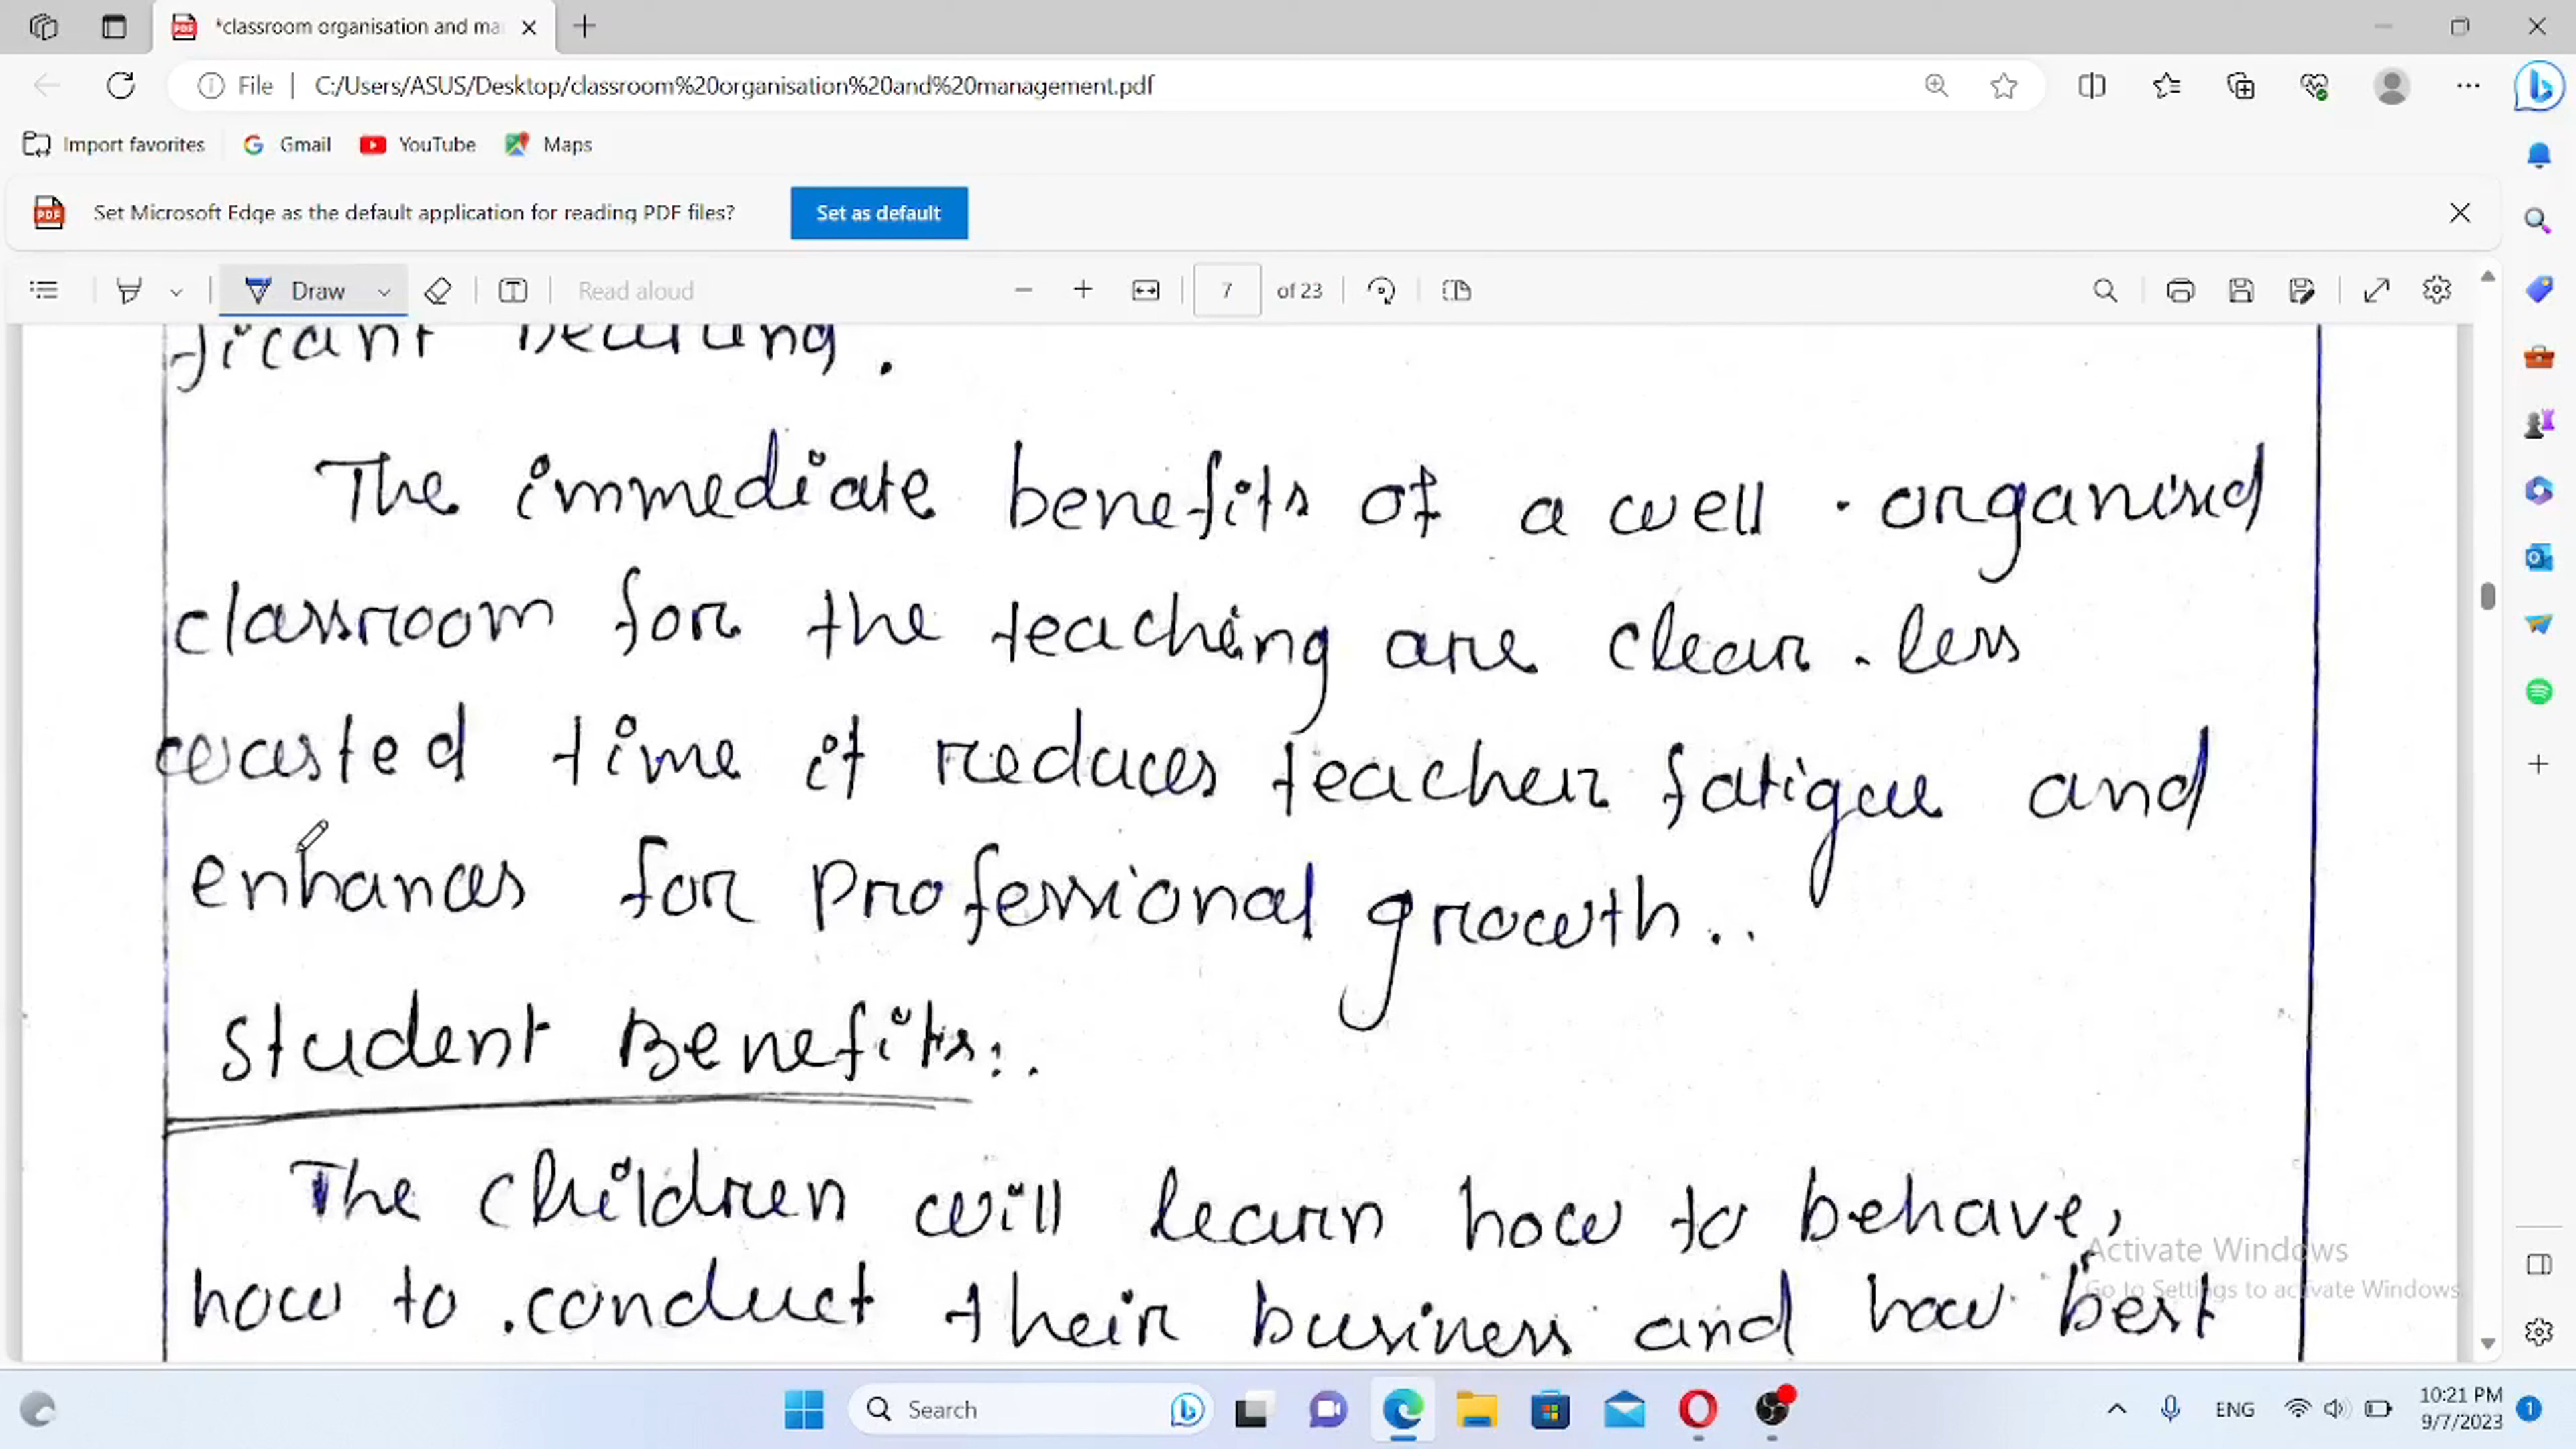 *classroom organisation and ma
File | C:/Users/ASUS/Desktop/classroom%20organisation%20and%20management.pdf
Import favorites Gmail YouTube Maps
PDF Set Microsoft Edge as the default application for reading PDF files? Set as default
Draw Read aloud 7 of 23
ficant
The immediate benefits of a well - organised
classroom for the teaching are clear. less
wasted time it reduces teacher fatigue and
enhances for professional growth..
Student Benefits:.
The children will learn how to behave,
how to .conduct their business and how best
Activate Windows
Go to Settings to activate Windows.
Search
ENG
10:21 PM
9/7/2023
1